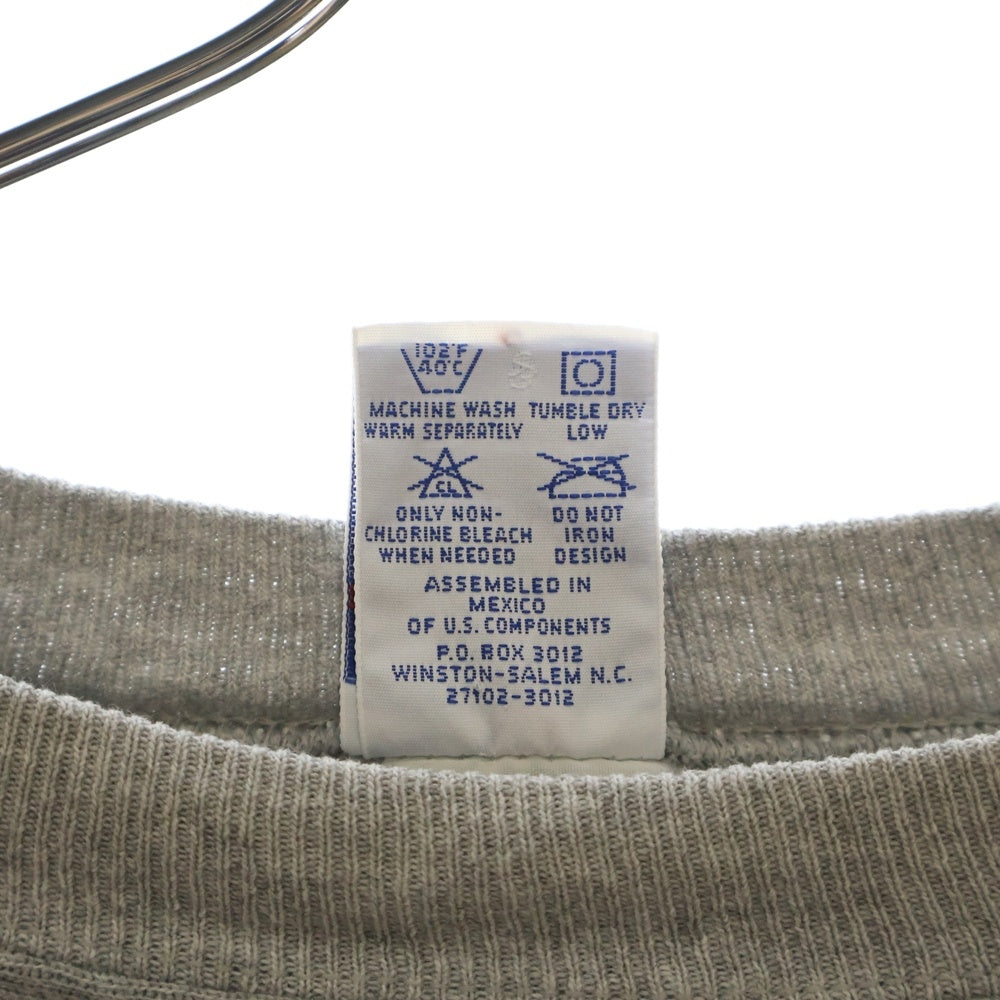 102°F
40°C
MACHINE WASH
WARM SEPARATELY
TUMBLE DRY
LOW
CL
ONLY NON-
CHLORINE BLEACH
WHEN NEEDED
DO NOT
IRON
DESIGN
ASSEMBLED IN
MEXICO
OF U.S. COMPONENTS
P.O. BOX 3012
WINSTON-SALEM N.C.
27102-3012